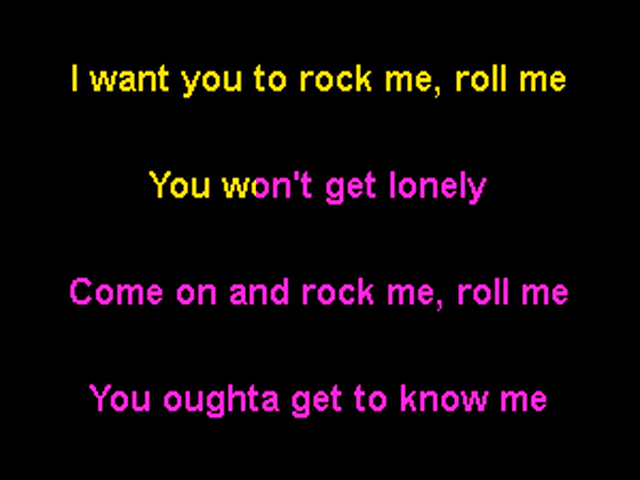 I want you to rock me, roll me
You won't get lonely
Come on and rock me, roll me
You oughta get to know me